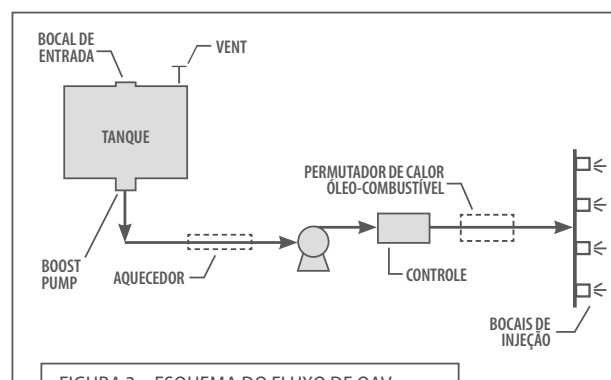 BOCAL DE
ENTRADA
VENT
TANQUE
PERMUTADOR DE CALOR
ÓLEO-COMBUSTÍVEL
BOOST
PUMP
AQUECEDOR
CONTROLE
BOCAIS DE
INJEÇÃO